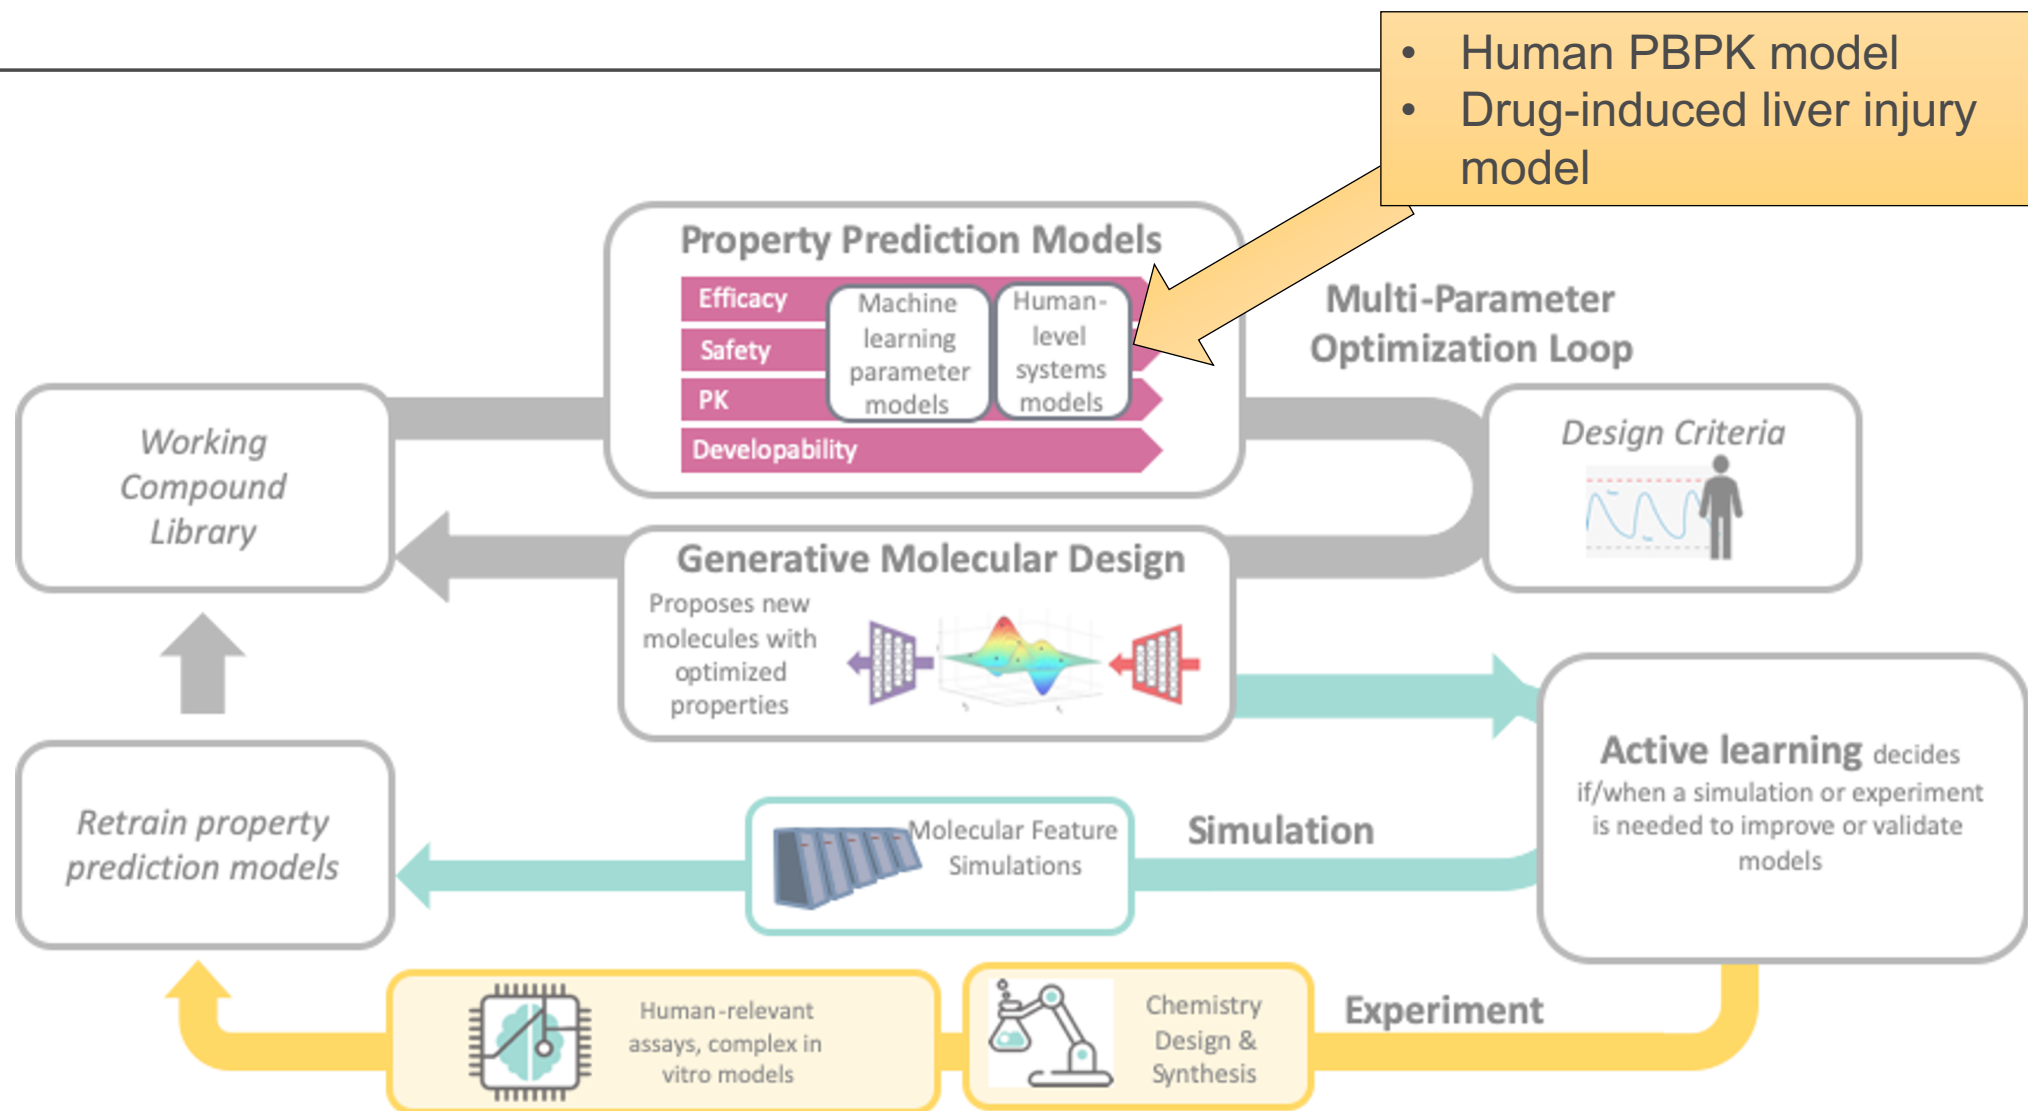 • Human PBPK model
• Drug-induced liver injury
model
Property Prediction Models
Efficacy
Safety
PK
Developability
Machine
learning
parameter
models
Human-
level
systems
models
Multi-Parameter
Optimization Loop
Working
Compound
Library
Design Criteria
Generative Molecular Design
Proposes new
molecules with
optimized
properties
Active learning decides
if/when a simulation or experiment
is needed to improve or validate
models
Retrain property
prediction models
Molecular Feature
Simulations
Simulation
Human-relevant
assays, complex in
vitro models
Chemistry
Design &
Synthesis
Experiment